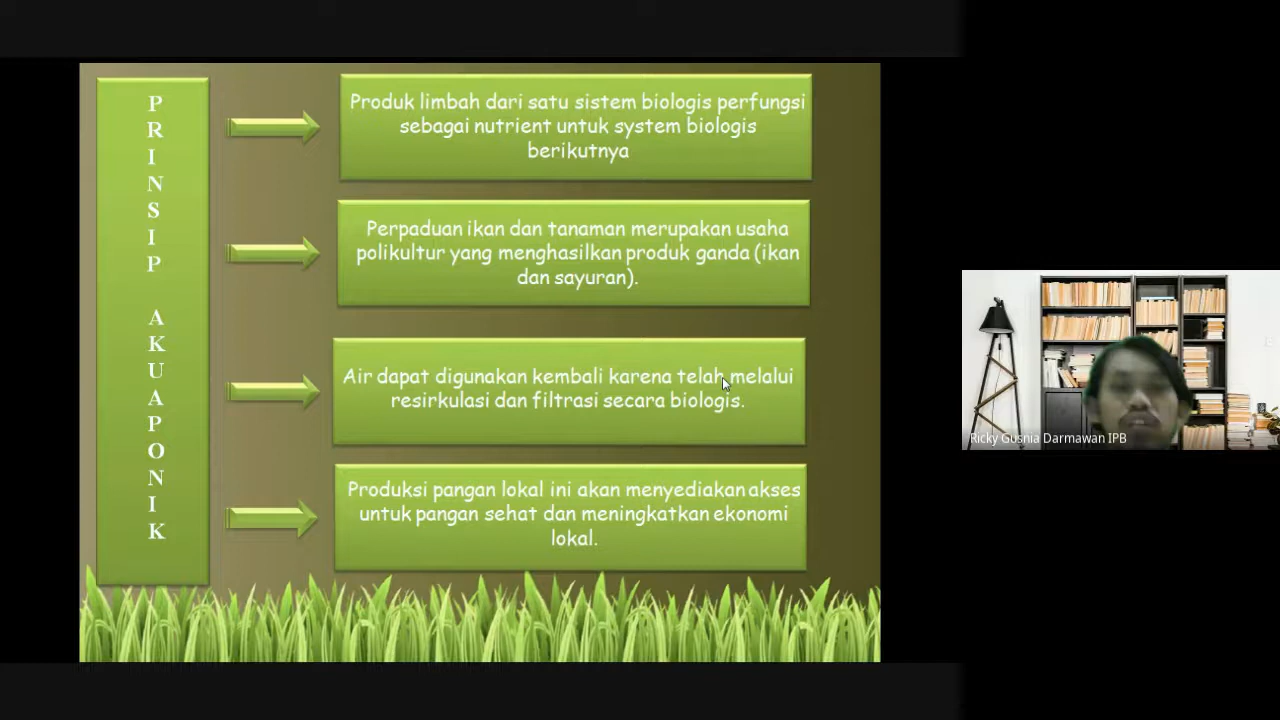 PRINSIP AKUAPONIK
Produk limbah dari satu sistem biologis perfungsi
sebagai nutrient untuk system biologis
berikutnya
Perpaduan ikan dan tanaman merupakan usaha
polikultur yang menghasilkan produk ganda (ikan
dan sayuran).
Air dapat digunakan kembali karena telah melalui
resirkulasi dan filtrasi secara biologis.
Produksi pangan lokal ini akan menyediakan akses
untuk pangan sehat dan meningkatkan ekonomi
lokal.
Ricky Gusnia Darmawan IPB